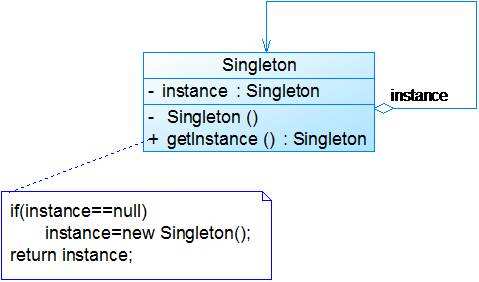 Singleton
- instance : Singleton
instance
- Singleton ()
+ getInstance () : Singleton
if(instance==null)
instance=new Singleton();
return instance;